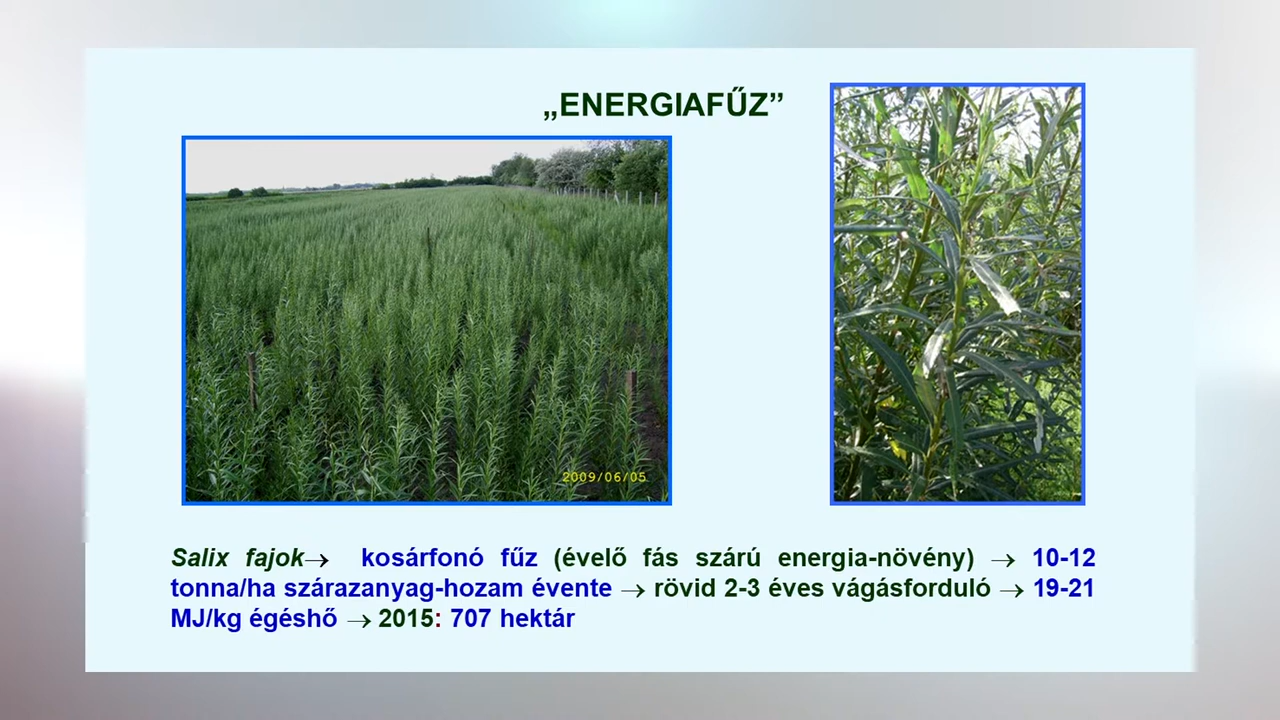 „ENERGIAFŰZ”
2009/06/05
Salix fajok→ kosárfonó fűz (évelő fás szárú energia-növény) → 10-12
tonna/ha szárazanyag-hozam évente → rövid 2-3 éves vágásforduló → 19-21
MJ/kg égéshő → 2015: 707 hektár